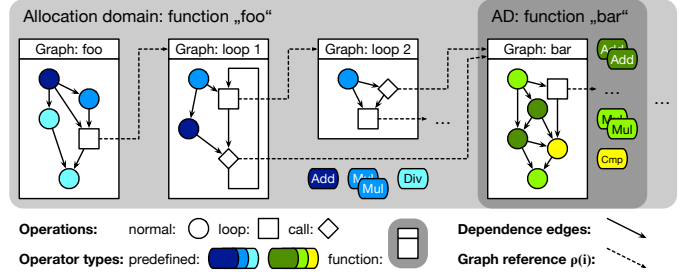 Allocation domain: function „foo“
AD: function „bar“
Graph: foo
Graph: loop 1
Graph: loop 2
Graph: bar
Add
Add
...
...
...
Mul
Mul
Cmp
Add
Mul
Mul
Div
Operations: normal: loop: call:
Dependence edges:
Operator types: predefined: function:
Graph reference ρ(i):